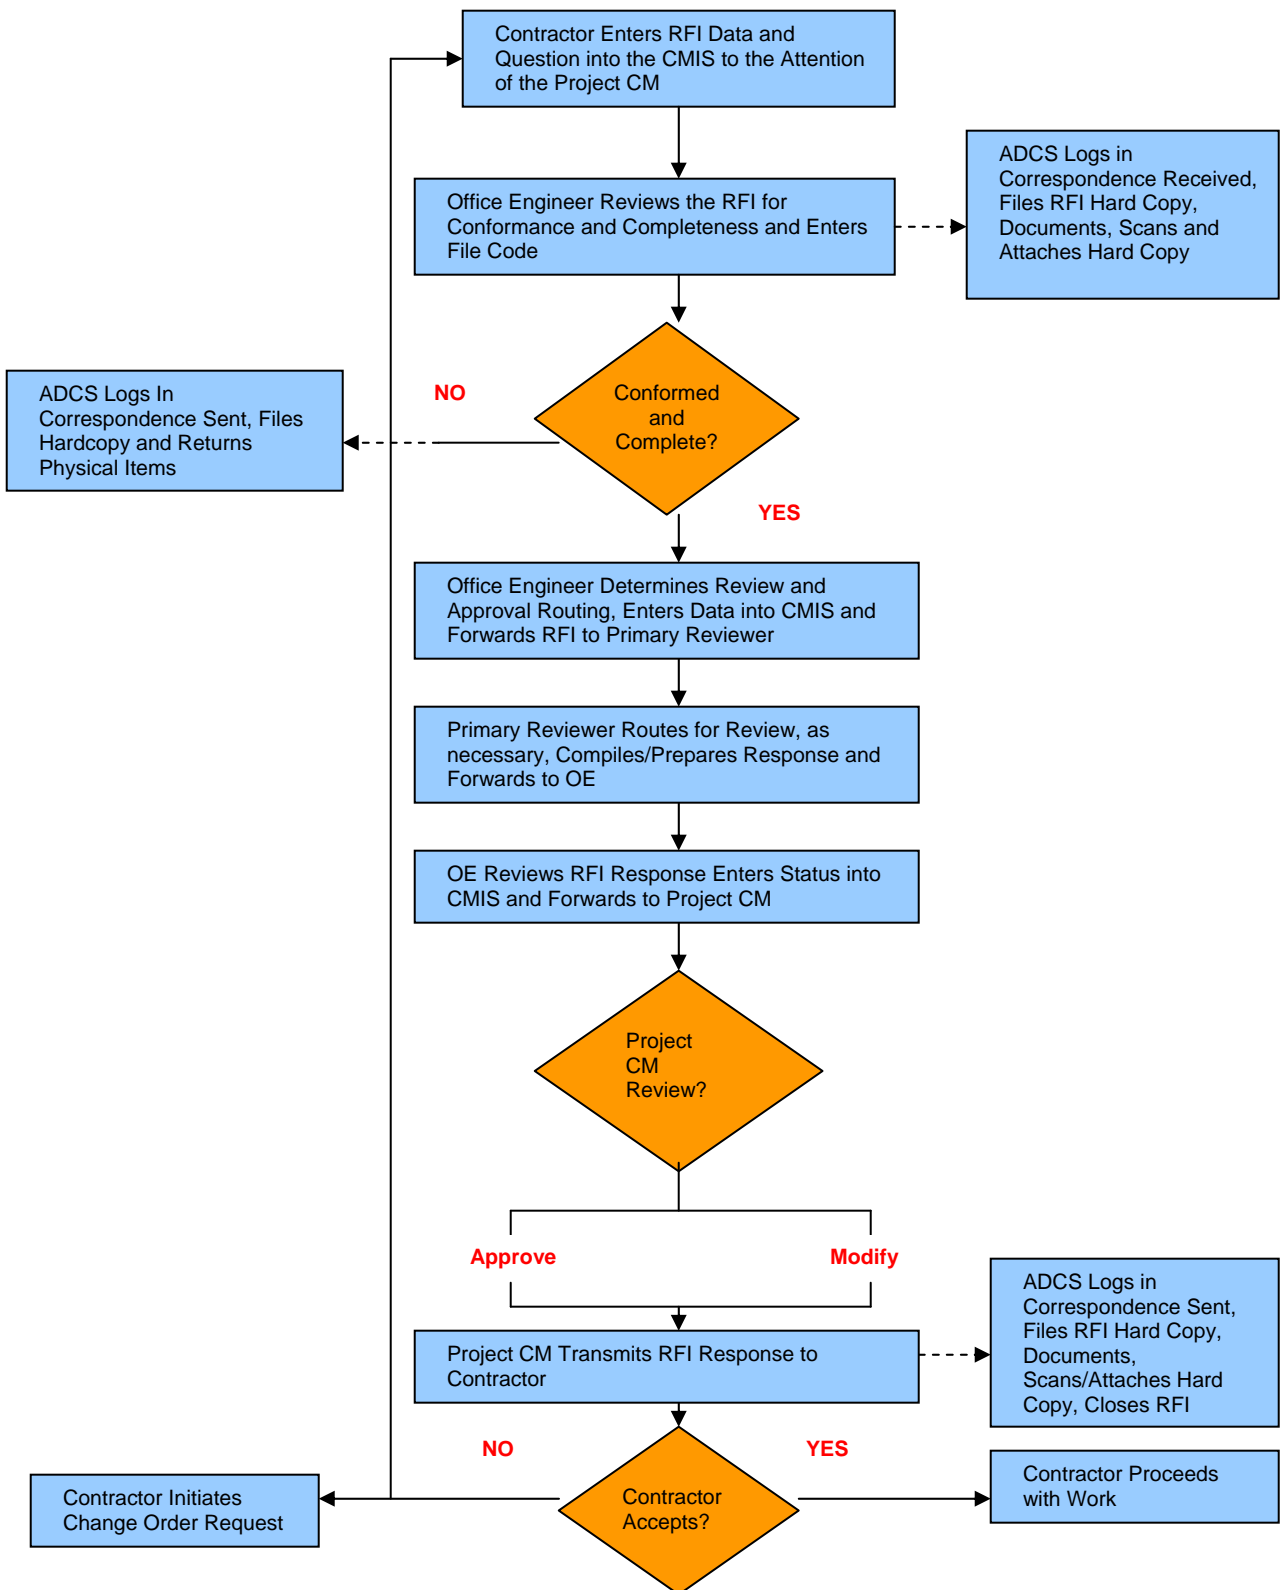 Contractor Enters RFI Data and
Question into the CMIS to the Attention
of the Project CM
ADCS Logs in
Correspondence Received,
Files RFI Hard Copy,
Documents, Scans and
Attaches Hard Copy
Office Engineer Reviews the RFI for
Conformance and Completeness and Enters
File Code
ADCS Logs In
Correspondence Sent, Files
Hardcopy and Returns
Physical Items
NO
Conformed
and
Complete?
YES
Office Engineer Determines Review and
Approval Routing, Enters Data into CMIS and
Forwards RFI to Primary Reviewer
Primary Reviewer Routes for Review, as
necessary, Compiles/Prepares Response and
Forwards to OE
OE Reviews RFI Response Enters Status into
CMIS and Forwards to Project CM
Project
CM
Review?
Approve
Modify
ADCS Logs in
Correspondence Sent,
Files RFI Hard Copy,
Documents,
Scans/Attaches Hard
Copy, Closes RFI
Project CM Transmits RFI Response to
Contractor
NO
YES
Contractor Initiates
Change Order Request
Contractor
Accepts?
Contractor Proceeds
with Work